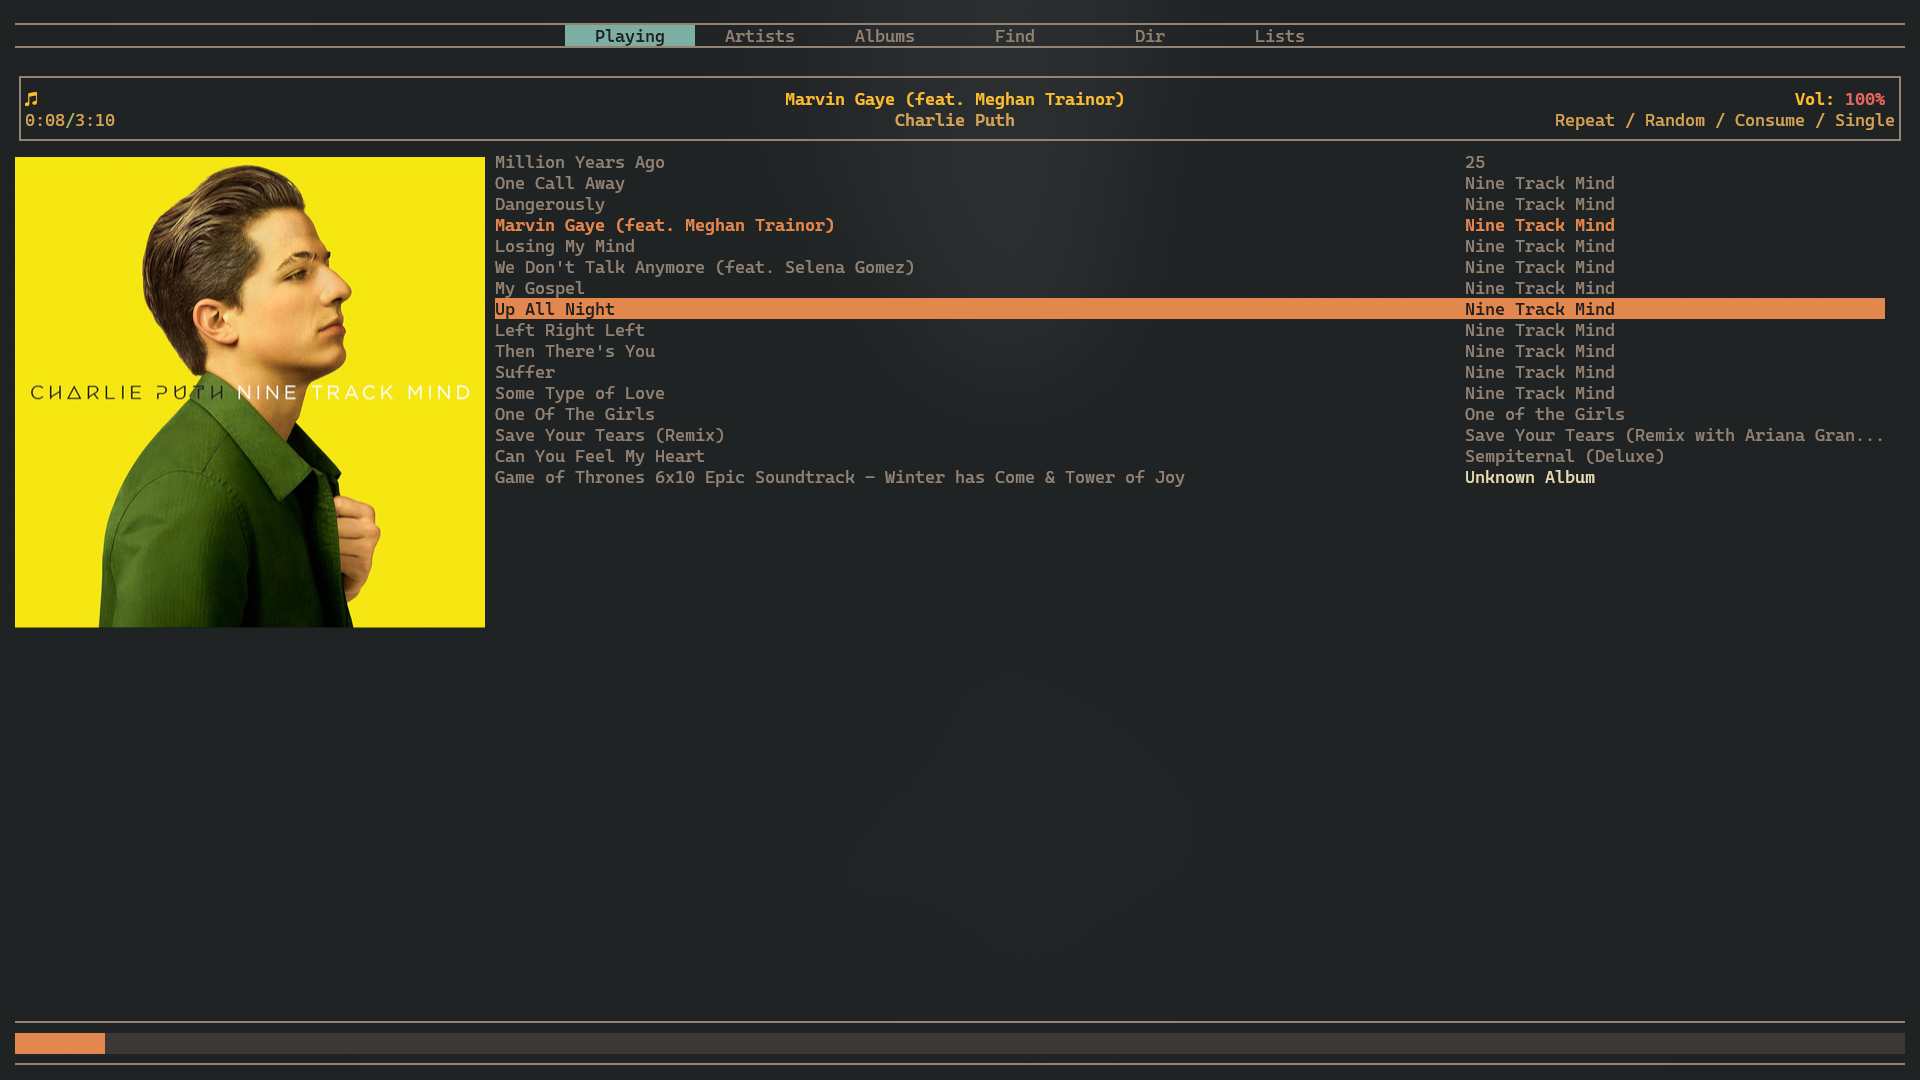 Playing Artists Albums Find Dir Lists
♫ Marvin Gaye (feat. Meghan Trainor) Vol: 100%
0:08/3:10 Charlie Puth Repeat / Random / Consume / Single
CHARLIE PUTH NINE TRACK MIND
Million Years Ago 25
One Call Away Nine Track Mind
Dangerously Nine Track Mind
Marvin Gaye (feat. Meghan Trainor) Nine Track Mind
Losing My Mind Nine Track Mind
We Don't Talk Anymore (feat. Selena Gomez) Nine Track Mind
My Gospel Nine Track Mind
Up All Night Nine Track Mind
Left Right Left Nine Track Mind
Then There's You Nine Track Mind
Suffer Nine Track Mind
Some Type of Love Nine Track Mind
One Of The Girls One of the Girls
Save Your Tears (Remix) Save Your Tears (Remix with Ariana Gran...
Can You Feel My Heart Sempiternal (Deluxe)
Game of Thrones 6x10 Epic Soundtrack – Winter has Come & Tower of Joy Unknown Album